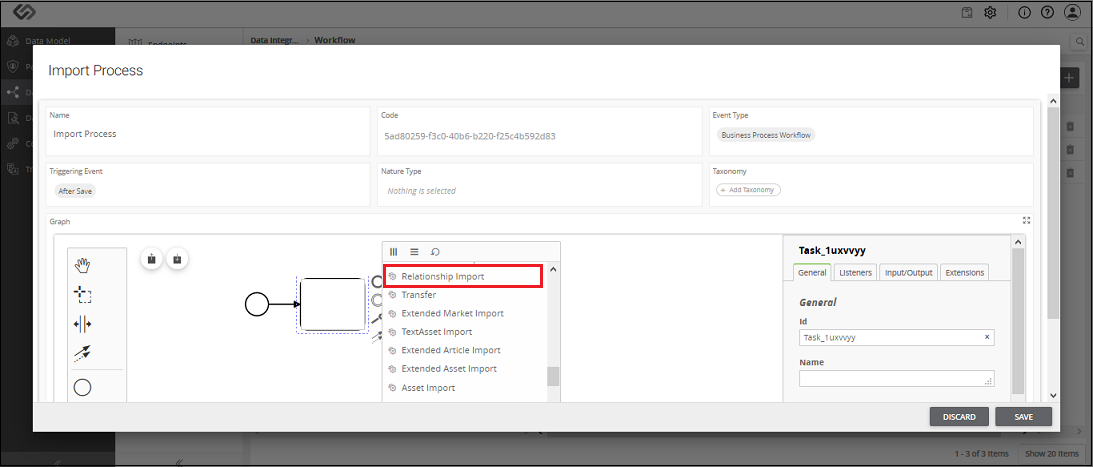 Data Model
Endpoints
Data Integr... > Workflow
Import Process
Name
Import Process
Code
5ad80259-f3c0-40b6-b220-f25c4b592d83
Event Type
Business Process Workflow
Triggering Event
After Save
Nature Type
Nothing is selected
Taxonomy
+ Add Taxonomy
Graph
Relationship Import
Transfer
Extended Market Import
TextAsset Import
Extended Article Import
Extended Asset Import
Asset Import
Task_1uxvvyy
General
Listeners
Input/Output
Extensions
General
Id
Task_1uxvvyy
Name
DISCARD
SAVE
1 - 3 of 3 Items
Show 20 Items